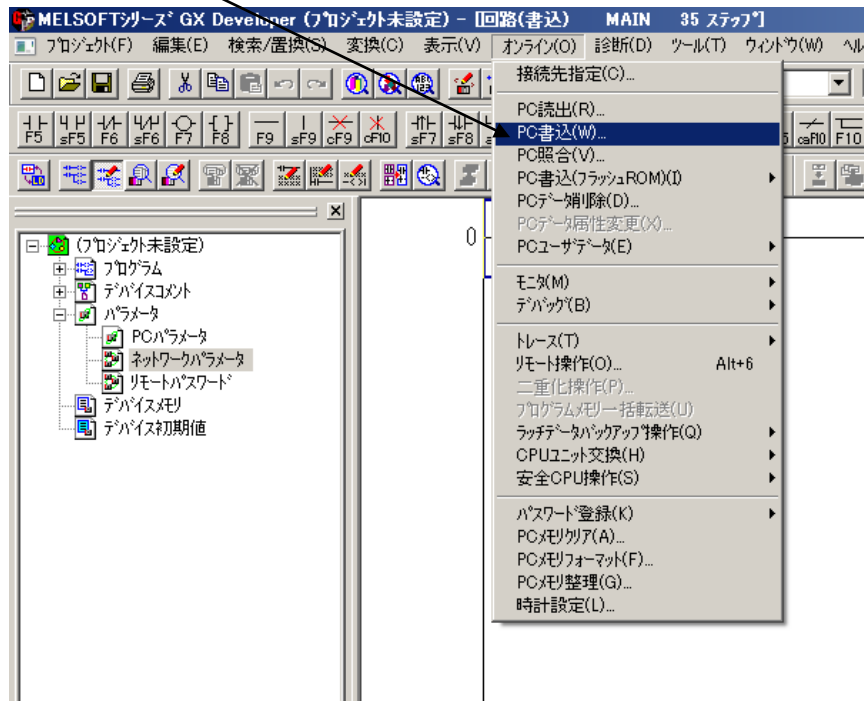 MELSOFTシリーズ GX Developer (プロジェクト未設定) - [回路(書込) MAIN 35 ステップ]
プロジェクト(F) 編集(E) 検索/置換(S) 変換(C) 表示(V) オンライン(O) 診断(D) ツール(T) ウィンドウ(W)
F5 sF5 F6 sF6 F7 F8 F9 sF9 cF9 cF10 sF7 sF8 caF10 F10
接続先指定(C)...
PC読出(R)...
PC書込(W)...
PC照合(V)...
PC書込(フラッシュROM)(I)
PCデータ削除(D)...
PCデータ属性変更(X)...
PCユーザデータ(E)
モニタ(M)
デバッグ(B)
トレース(T)
リモート操作(O)... Alt+6
二重化操作(P)...
プログラムメモリ一括転送(U)
ラッチデータバックアップ操作(Q)
CPUユニット交換(H)
安全CPU操作(S)
パスワード登録(K)
PCメモリクリア(A)...
PCメモリフォーマット(F)...
PCメモリ整理(G)...
時計設定(L)...
(プロジェクト未設定)
プログラム
デバイスコメント
パラメータ
PCパラメータ
ネットワークパラメータ
リモートパスワード
デバイスメモリ
デバイス初期値
0